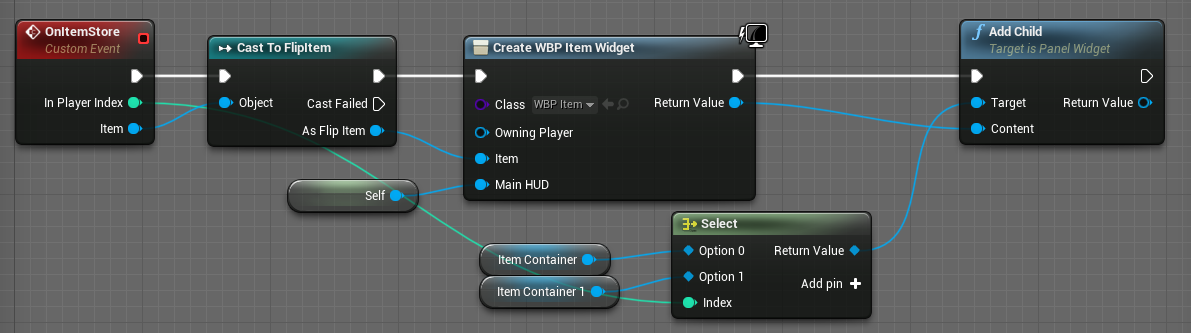 OnItemStore
Custom Event
In Player Index
Item
Cast To FlipItem
Object
Cast Failed
As Flip Item
Self
Create WBP Item Widget
Class WBP Item
Return Value
Owning Player
Item
Main HUD
Item Container
Item Container 1
Select
Option 0
Return Value
Option 1
Add pin
Index
Add Child
Target is Panel Widget
Target
Return Value
Content